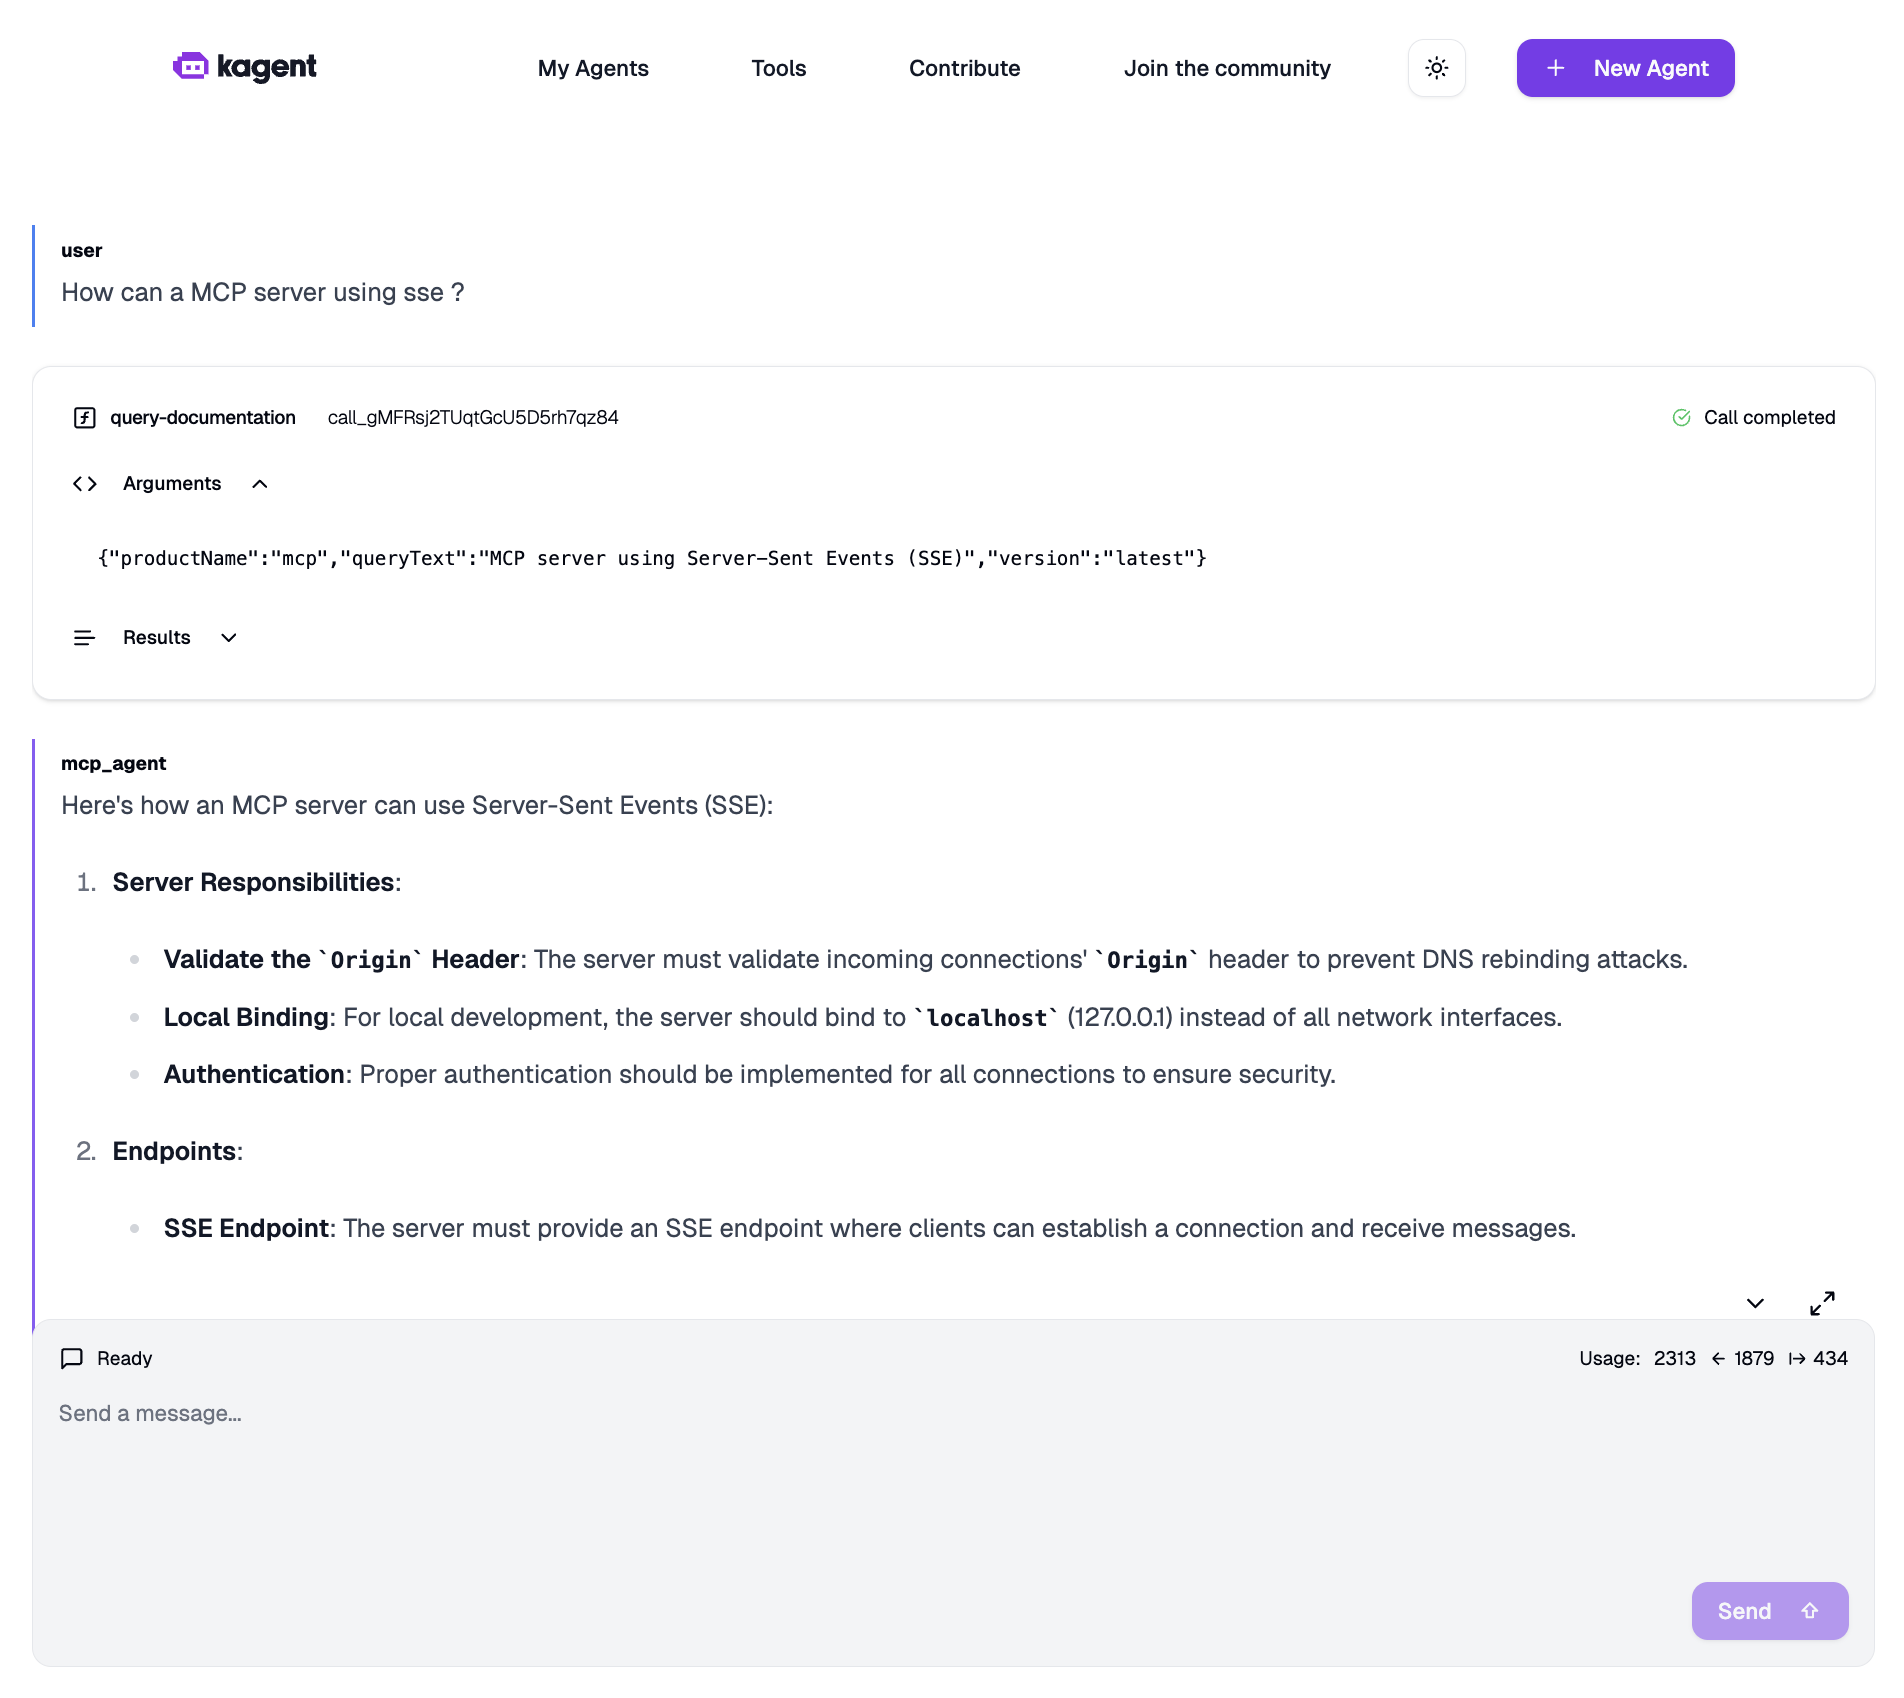 kagent
My Agents
Tools
Contribute
Join the community
New Agent
user
How can a MCP server using sse ?
query-documentation call_gMFRsj2TUqtGcU5D5rh7qz84
Call completed
Arguments
{"productName":"mcp","queryText":"MCP server using Server-Sent Events (SSE)","version":"latest"}
Results
mcp_agent
Here's how an MCP server can use Server-Sent Events (SSE):
1. Server Responsibilities:
• Validate the `Origin` Header: The server must validate incoming connections' `Origin` header to prevent DNS rebinding attacks.
• Local Binding: For local development, the server should bind to `localhost` (127.0.0.1) instead of all network interfaces.
• Authentication: Proper authentication should be implemented for all connections to ensure security.
2. Endpoints:
• SSE Endpoint: The server must provide an SSE endpoint where clients can establish a connection and receive messages.
Ready
Usage: 2313 ← 1879 ↦ 434
Send a message...
Send